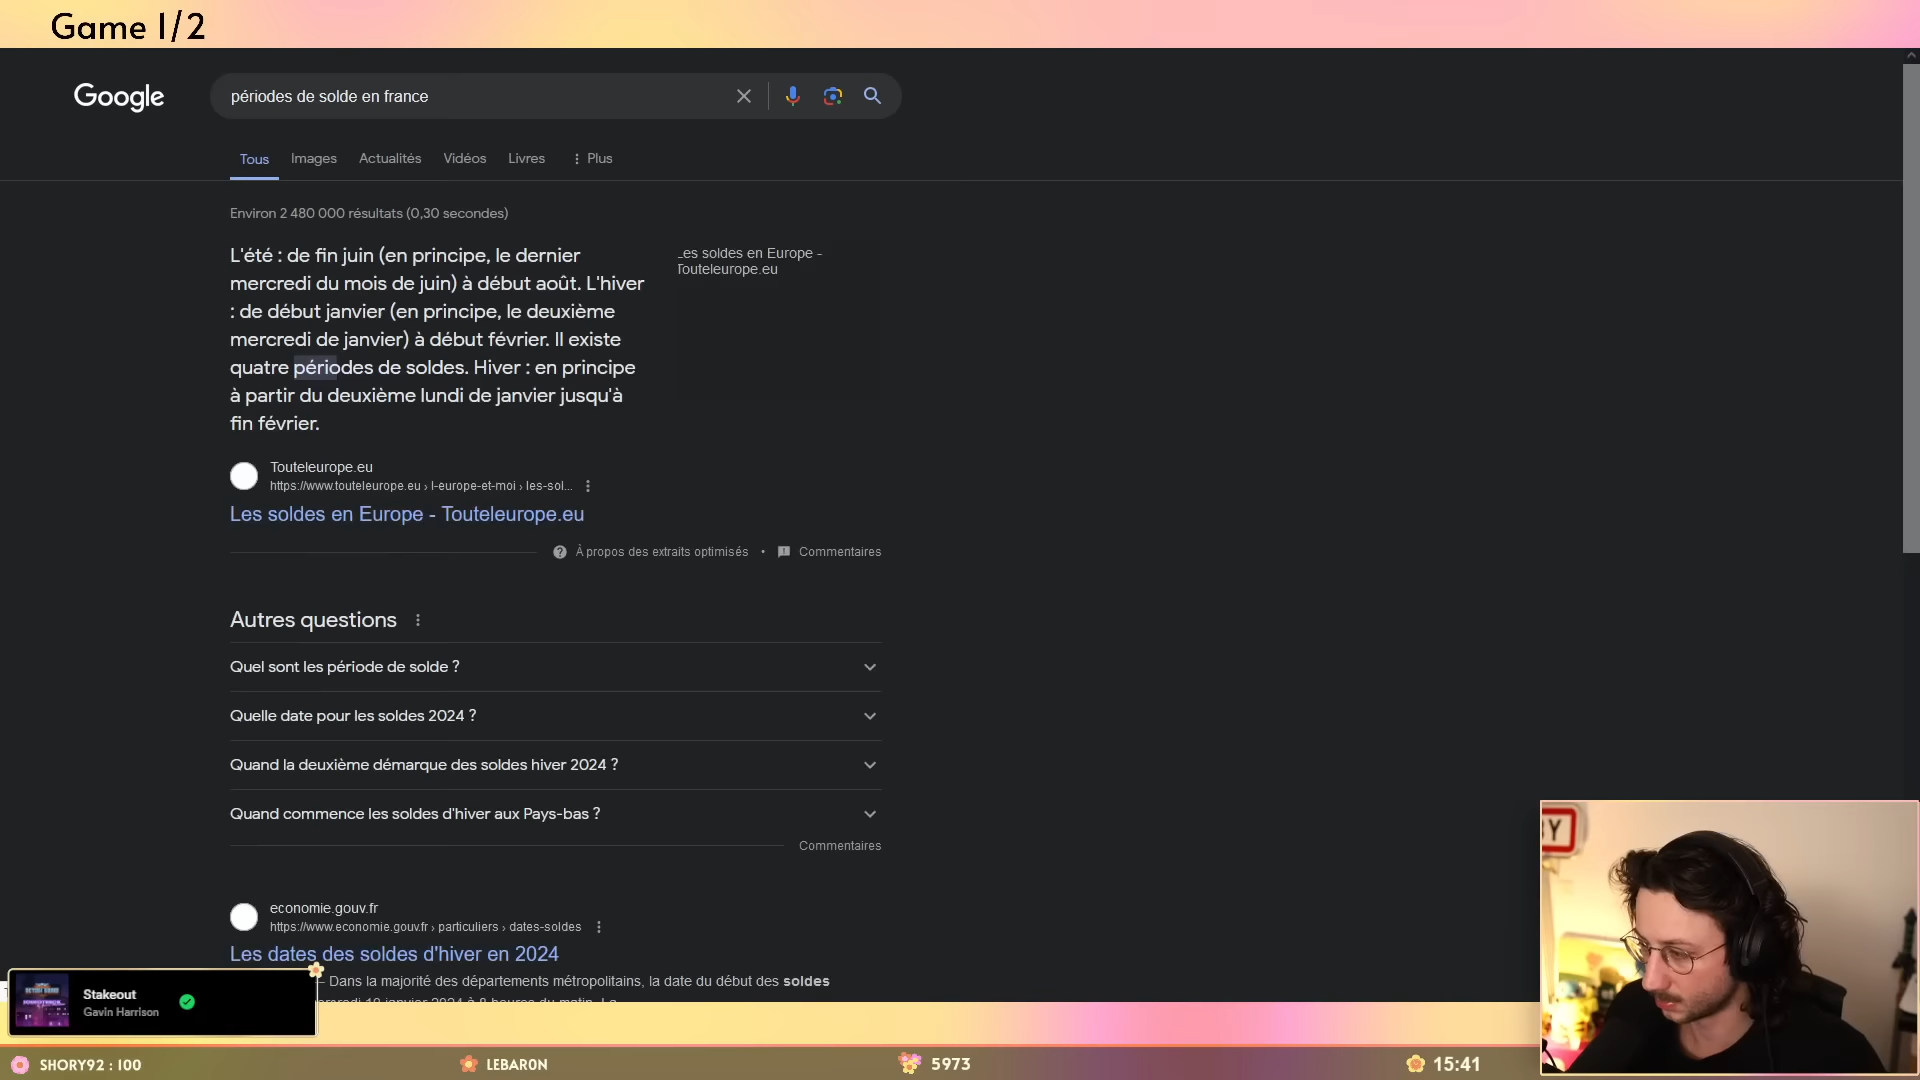 Game 1/2
Google
périodes de solde en france
Tous
Images
Actualités
Vidéos
Livres
Plus
Environ 2 480 000 résultats (0,30 secondes)
L'été : de fin juin (en principe, le dernier
mercredi du mois de juin) à début août. L'hiver
: de début janvier (en principe, le deuxième
mercredi de janvier) à début février. Il existe
quatre périodes de soldes. Hiver : en principe
à partir du deuxième lundi de janvier jusqu'à
fin février.
Les soldes en Europe -
Touteleurope.eu
Touteleurope.eu
https://www.touteleurope.eu › l-europe-et-moi › les-sol...
Les soldes en Europe - Touteleurope.eu
À propos des extraits optimisés
•
Commentaires
Autres questions
Quel sont les période de solde ?
Quelle date pour les soldes 2024 ?
Quand la deuxième démarque des soldes hiver 2024 ?
Quand commence les soldes d'hiver aux Pays-bas ?
Commentaires
economie.gouv.fr
https://www.economie.gouv.fr › particuliers › dates-soldes
Les dates des soldes d'hiver en 2024
— Dans la majorité des départements métropolitains, la date du début des soldes
Stakeout
Gavin Harrison
SHORY92 : 100
LEBARON
5973
15:41